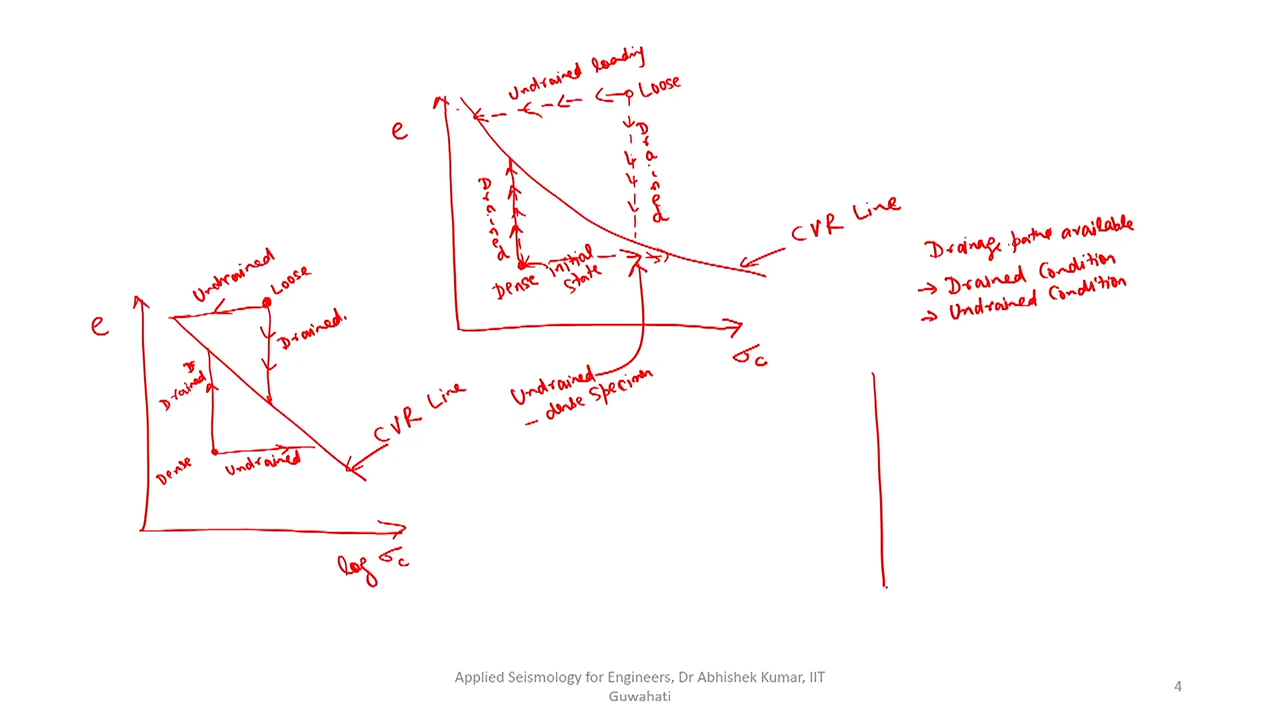 Undrained loading
Loose
e
Drained
Drained
CVR Line
Dense
Initial
State
σc
Undrained
- dense specimen
Drainage paths available
→ Drained Condition
→ Undrained Condition
Undrained
Loose
e
Drained.
Drained
CVR Line
Dense
Undrained
log σc
Applied Seismology for Engineers, Dr Abhishek Kumar, IIT
Guwahati
4